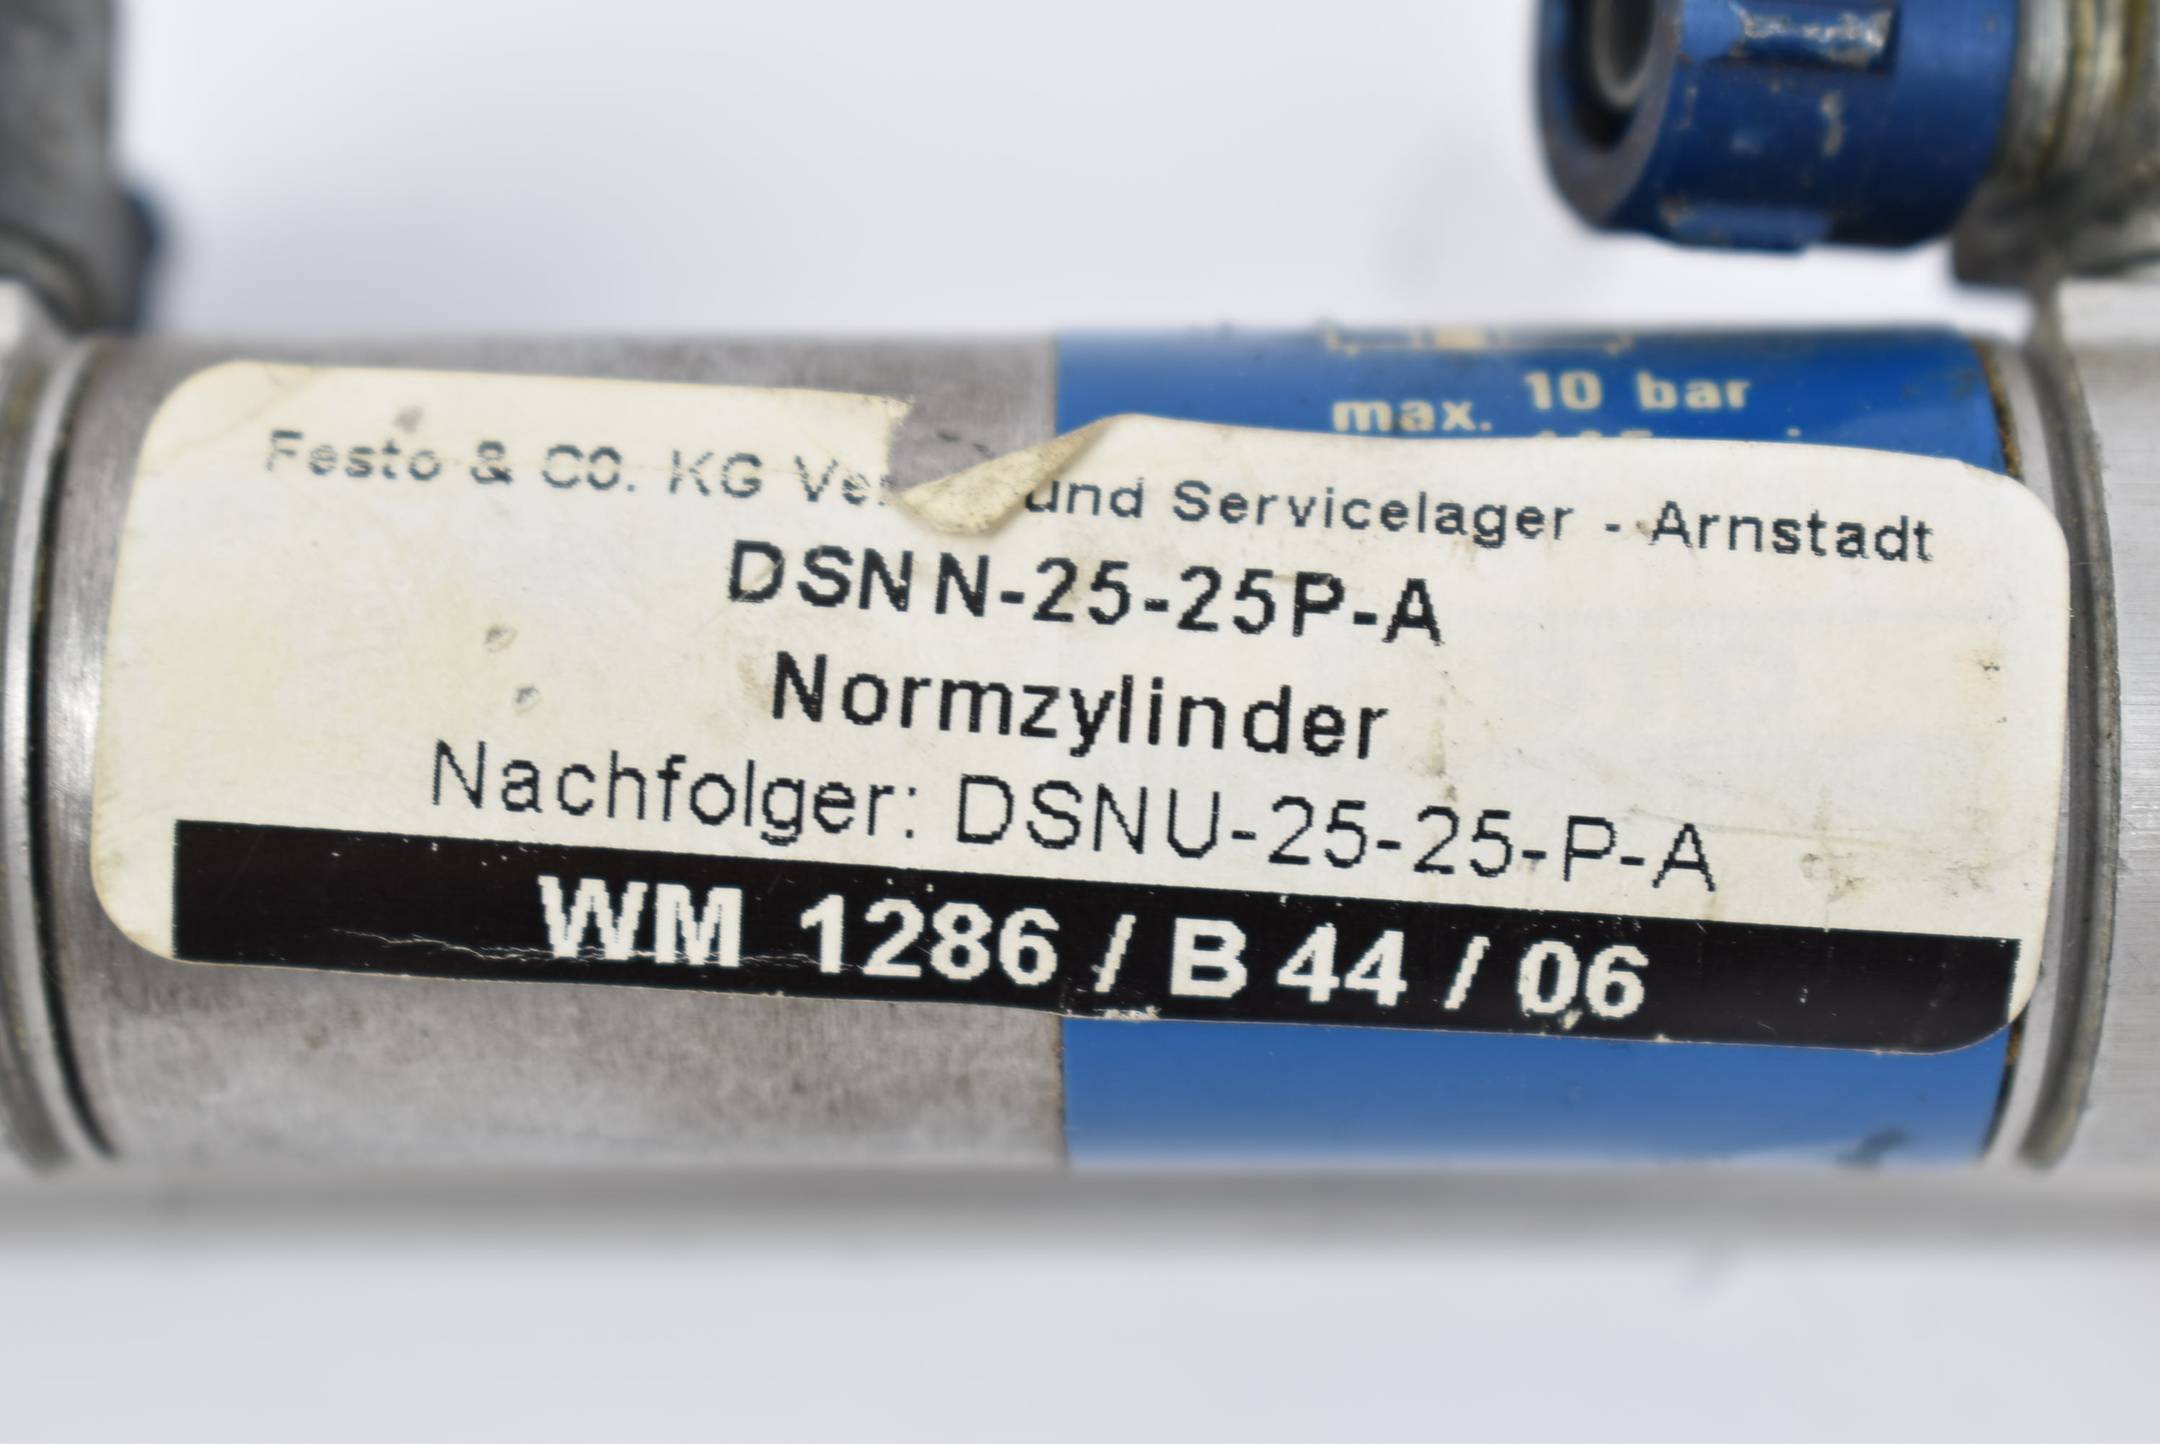 10 bar
max.
Festo & CO. KG und Servicelager - Arnstadt
DSNN-25-25P-A
Normzylinder
Nachfolger: DSNU-25-25-P-A
WM 1286 / B 44 / 06